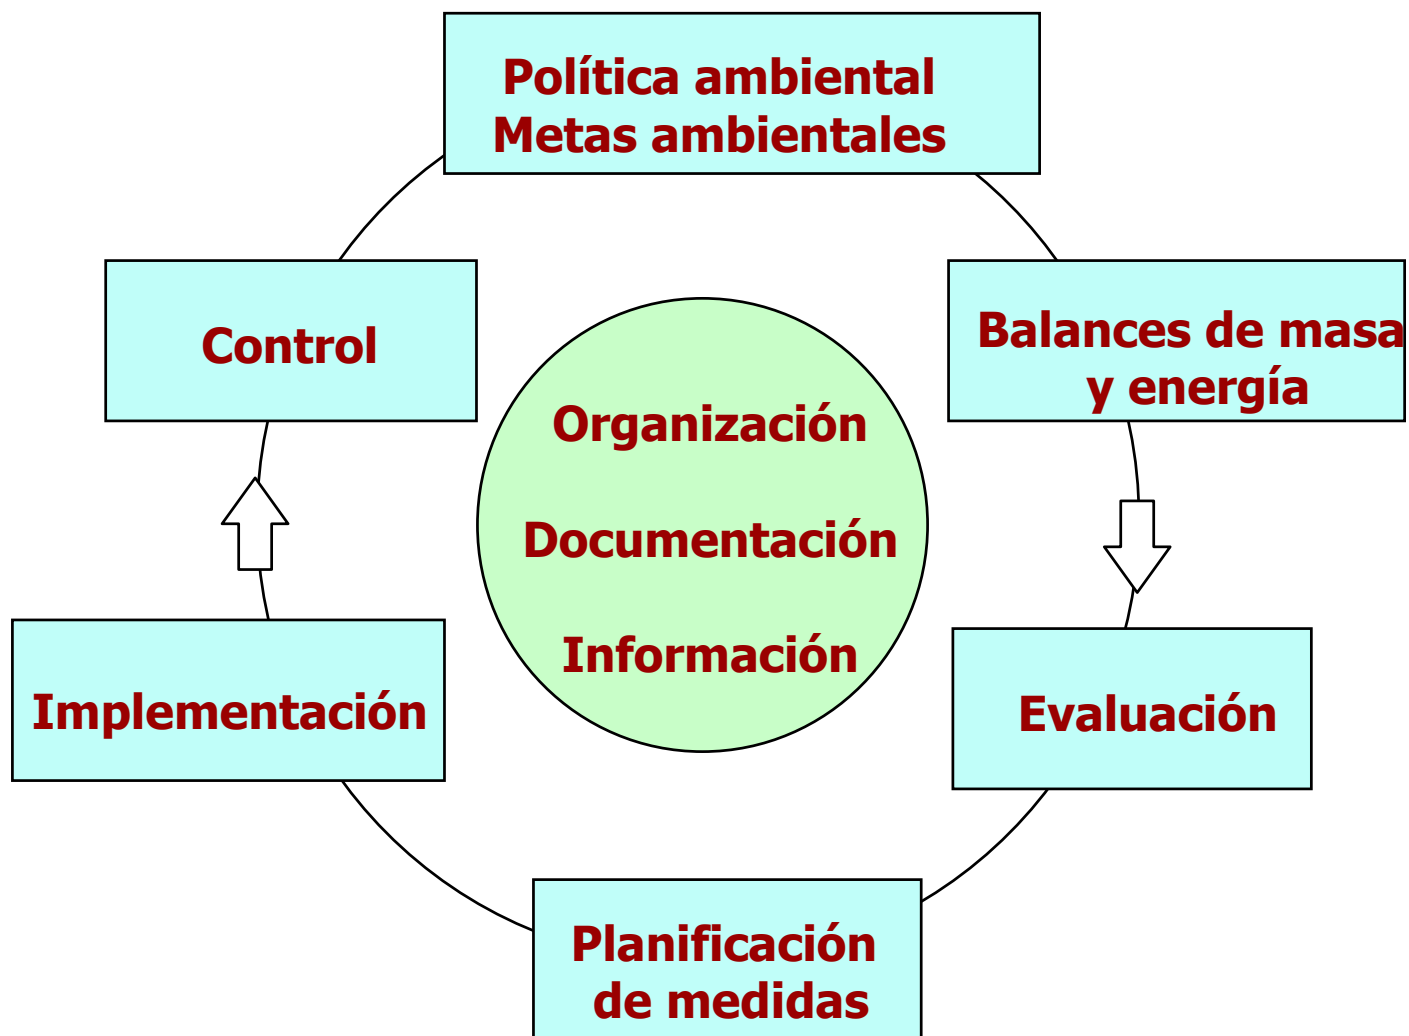 Política ambiental
Metas ambientales
Control
Balances de masa
y energía
Organización
Documentación
Información
Implementación
Evaluación
Planificación
de medidas